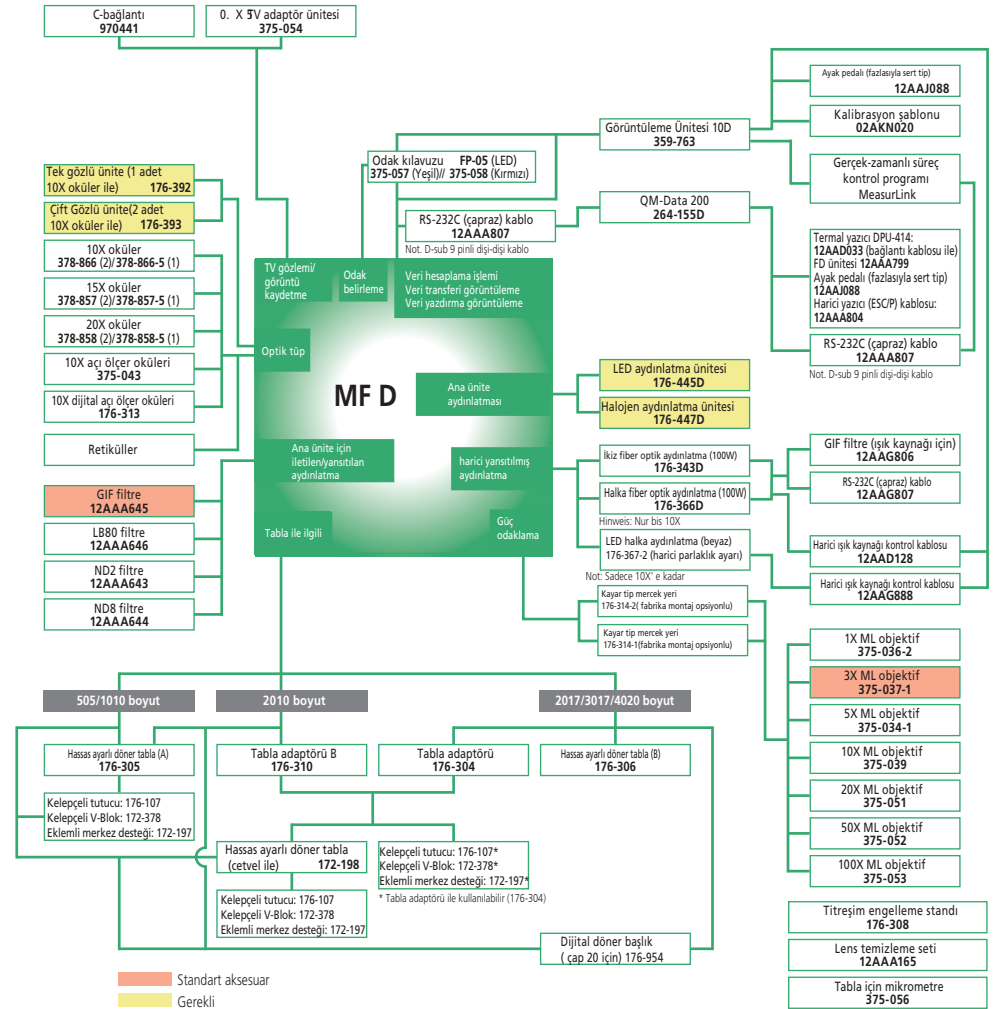 C-bağlantı
970441
0. X 5TV adaptör ünitesi
375-054
Ayak pedalı (fazlasıyla sert tip)
12AAJ088
Kalibrasyon şablonu
02AKN020
Gerçek-zamanlı süreç
kontrol programı
MeasurLink
Görüntüleme Ünitesi 10D
359-763
Odak kılavuzu FP-05 (LED)
375-057 (Yeşil)// 375-058 (Kırmızı)
RS-232C (çapraz) kablo
12AAA807
Not. D-sub 9 pinli dişi-dişi kablo
QM-Data 200
264-155D
Termal yazıcı DPU-414:
12AAD033 (bağlantı kablosu ile)
FD ünitesi 12AAA799
Ayak pedalı (fazlasıyla sert tip)
12AAJ088
Harici yazıcı (ESC/P) kablosu:
12AAA804
RS-232C (çapraz) kablo
12AAA807
Not. D-sub 9 pinli dişi-dişi kablo
Tek gözlü ünite (1 adet
10X oküler ile) 176-392
Çift Gözlü ünite(2 adet
10X oküler ile) 176-393
10X oküler
378-866 (2)/378-866-5 (1)
15X oküler
378-857 (2)/378-857-5 (1)
20X oküler
378-858 (2)/378-858-5 (1)
10X açı ölçer oküleri
375-043
10X dijital açı ölçer oküleri
176-313
Retiküller
GIF filtre
12AAA645
LB80 filtre
12AAA646
ND2 filtre
12AAA643
ND8 filtre
12AAA644
TV gözlemi/
görüntü
kaydetme
Odak
belirleme
Veri hesaplama işlemi
Veri transferi görüntüleme
Veri yazdırma görüntüleme
Optik tüp
MF D
Ana ünite
aydınlatması
Ana ünite için
iletilen/yansıtılan
aydınlatma
harici yansıtılmış
aydınlatma
Tabla ile ilgili
Güç
odaklama
LED aydınlatma ünitesi
176-445D
Halojen aydınlatma ünitesi
176-447D
İkiz fiber optik aydınlatma (100W)
176-343D
Halka fiber optik aydınlatma (100W)
176-366D
Hinweis: Nur bis 10X
LED halka aydınlatma (beyaz)
176-367-2 (harici parlaklık ayarı)
Not: Sadece 10X' e kadar
GIF filtre (ışık kaynağı için)
12AAG806
RS-232C (çapraz) kablo
12AAG807
Harici ışık kaynağı kontrol kablosu
12AAD128
Harici ışık kaynağı kontrol kablosu
12AAG888
Kayar tip mercek yeri
176-314-2( fabrika montaj opsiyonlu)
Kayar tip mercek yeri
176-314-1(fabrika montaj opsiyonlu)
1X ML objektif
375-036-2
3X ML objektif
375-037-1
5X ML objektif
375-034-1
10X ML objektif
375-039
20X ML objektif
375-051
50X ML objektif
375-052
100X ML objektif
375-053
505/1010 boyut
2010 boyut
2017/3017/4020 boyut
Hassas ayarlı döner tabla (A)
176-305
Tabla adaptörü B
176-310
Tabla adaptörü
176-304
Hassas ayarlı döner tabla (B)
176-306
Kelepçeli tutucu: 176-107
Kelepçeli V-Blok: 172-378
Eklemli merkez desteği: 172-197
Hassas ayarlı döner tabla
(cetvel ile) 172-198
Kelepçeli tutucu: 176-107*
Kelepçeli V-Blok: 172-378*
Eklemli merkez desteği: 172-197*
* Tabla adaptörü ile kullanılabilir (176-304)
Kelepçeli tutucu: 176-107
Kelepçeli V-Blok: 172-378
Eklemli merkez desteği: 172-197
Dijital döner başlık
( çap 20 için) 176-954
Titreşim engelleme standı
176-308
Lens temizleme seti
12AAA165
Tabla için mikrometre
375-056
Standart aksesuar
Gerekli